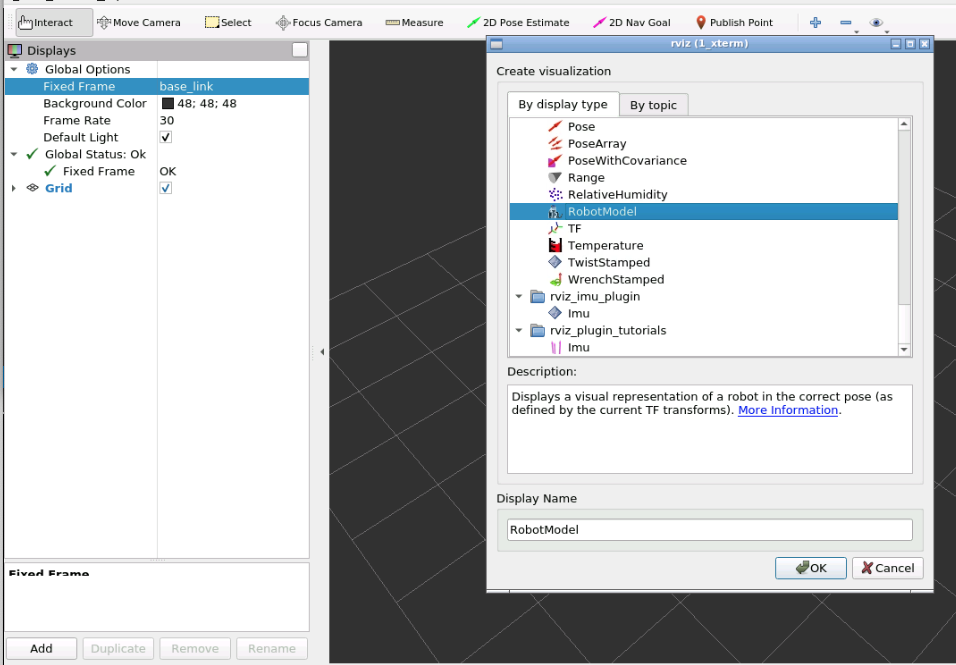 Interact Move Camera Select Focus Camera Measure 2D Pose Estimate 2D Nav Goal Publish Point
Displays
Global Options
Fixed Frame base_link
Background Color 48; 48; 48
Frame Rate 30
Default Light
Global Status: Ok
Fixed Frame OK
Grid
Fixed Frame
Add Duplicate Remove Rename
rviz (1_xterm)
Create visualization
By display type By topic
Pose
PoseArray
PoseWithCovariance
Range
RelativeHumidity
RobotModel
TF
Temperature
TwistStamped
WrenchStamped
rviz_imu_plugin
Imu
rviz_plugin_tutorials
Imu
Description:
Displays a visual representation of a robot in the correct pose (as
defined by the current TF transforms). More Information.
Display Name
RobotModel
OK Cancel